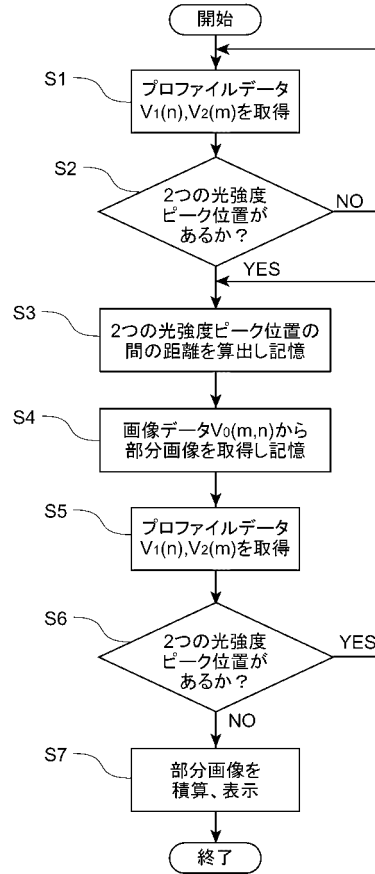 開始
S1
プロファイルデータ
V₁(n),V₂(m)を取得
S2
2つの光強度
ピーク位置が
あるか？
NO
YES
S3
2つの光強度ピーク位置の
間の距離を算出し記憶
S4
画像データV₀(m,n)から
部分画像を取得し記憶
S5
プロファイルデータ
V₁(n),V₂(m)を取得
S6
2つの光強度
ピーク位置が
あるか？
YES
NO
S7
部分画像を
積算、表示
終了